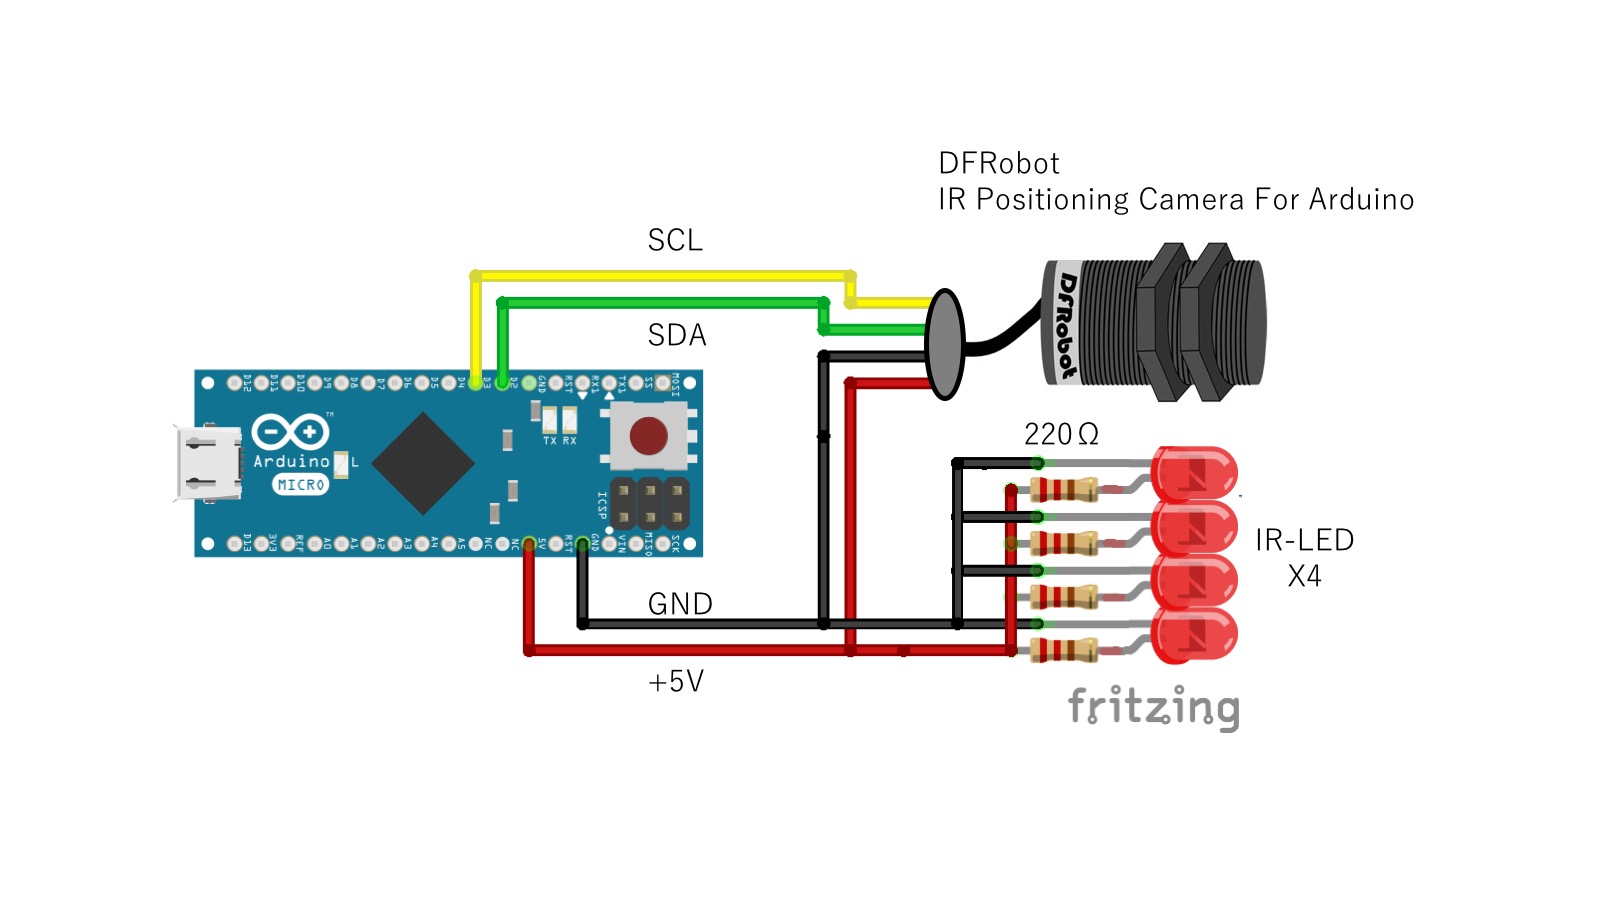 DFRobot
IR Positioning Camera For Arduino
SCL
SDA
DFRobot
D12
D11
D10
D9
D8
D7
D6
D5
D4
D3
D2
GND
RST
RX1
TX1
SS
MOSI
TM
TX RX
Arduino
L
MICRO
ICSP
D13
3V3
REF
A0
A1
A2
A3
A4
A5
NC
NC
5V
RST
GND
VIN
MISO
SCK
220Ω
IR-LED
X4
GND
+5V
fritzing